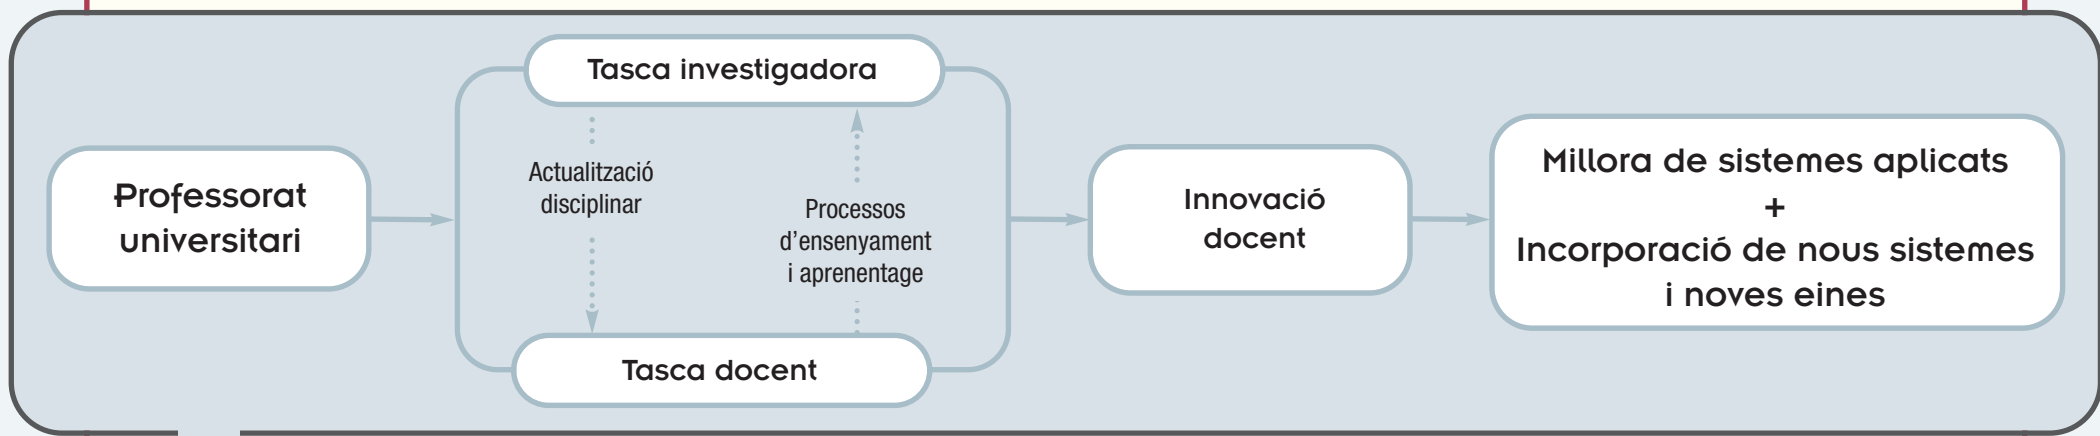 Professorat
universitari
Tasca investigadora
Actualització
disciplinar
Processos
d'ensenyament
i aprenentage
Tasca docent
Innovació
docent
Millora de sistemes aplicats
+
Incorporació de nous sistemes
i noves eines